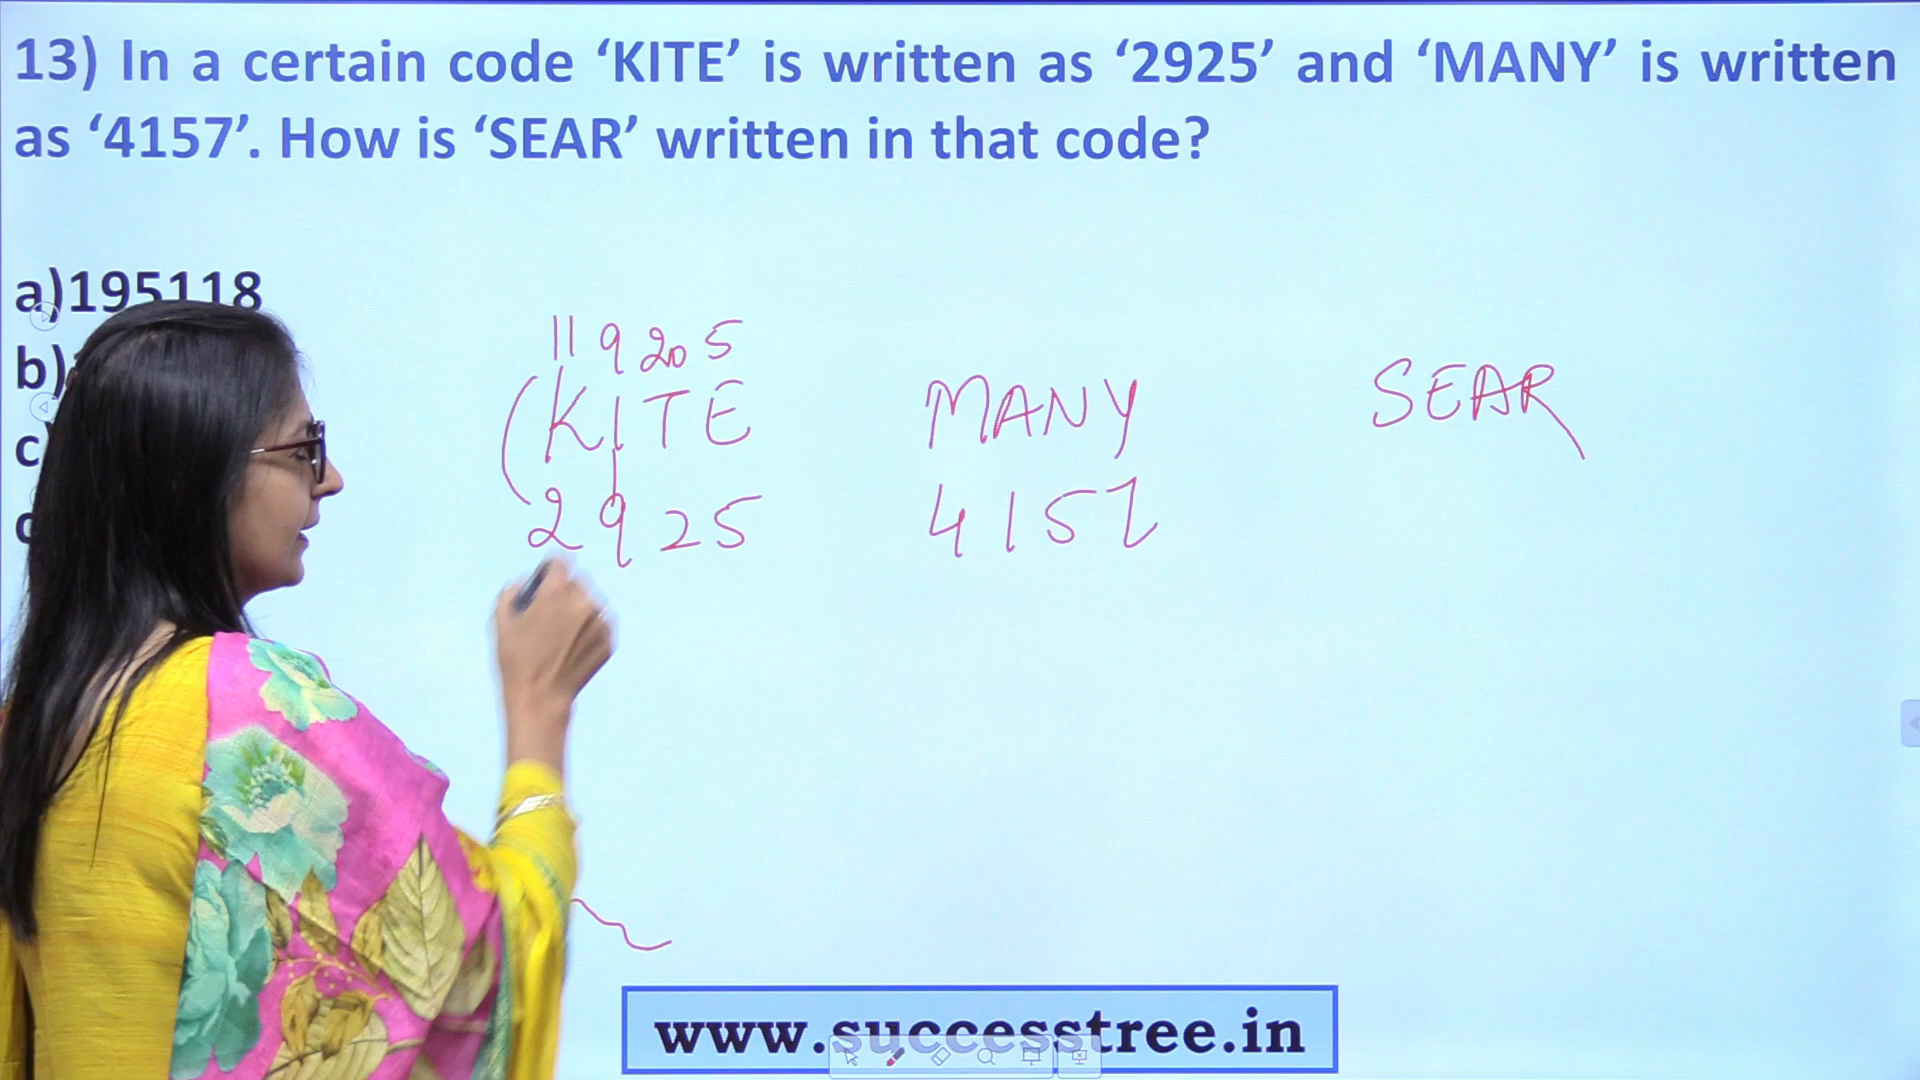 13) In a certain code ‘KITE’ is written as ‘2925’ and ‘MANY’ is written
as ‘4157’. How is ‘SEAR’ written in that code?
a)195118
b)
c)
11 9 20 5
KITE MANY SEAR
2925 4157
www.successtree.in